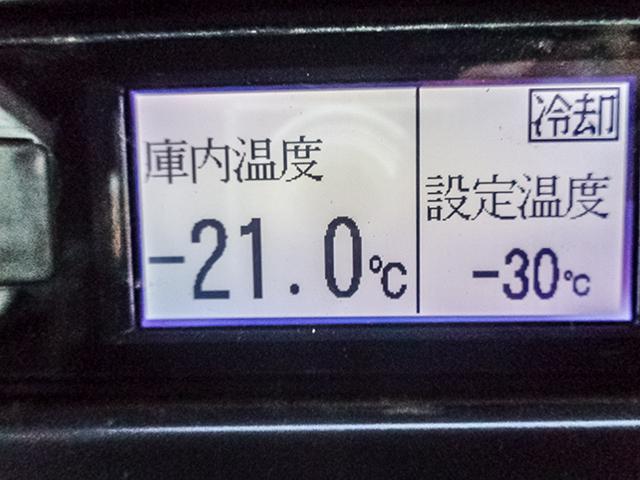 庫内温度
-21.0℃
冷却
設定温度
-30℃